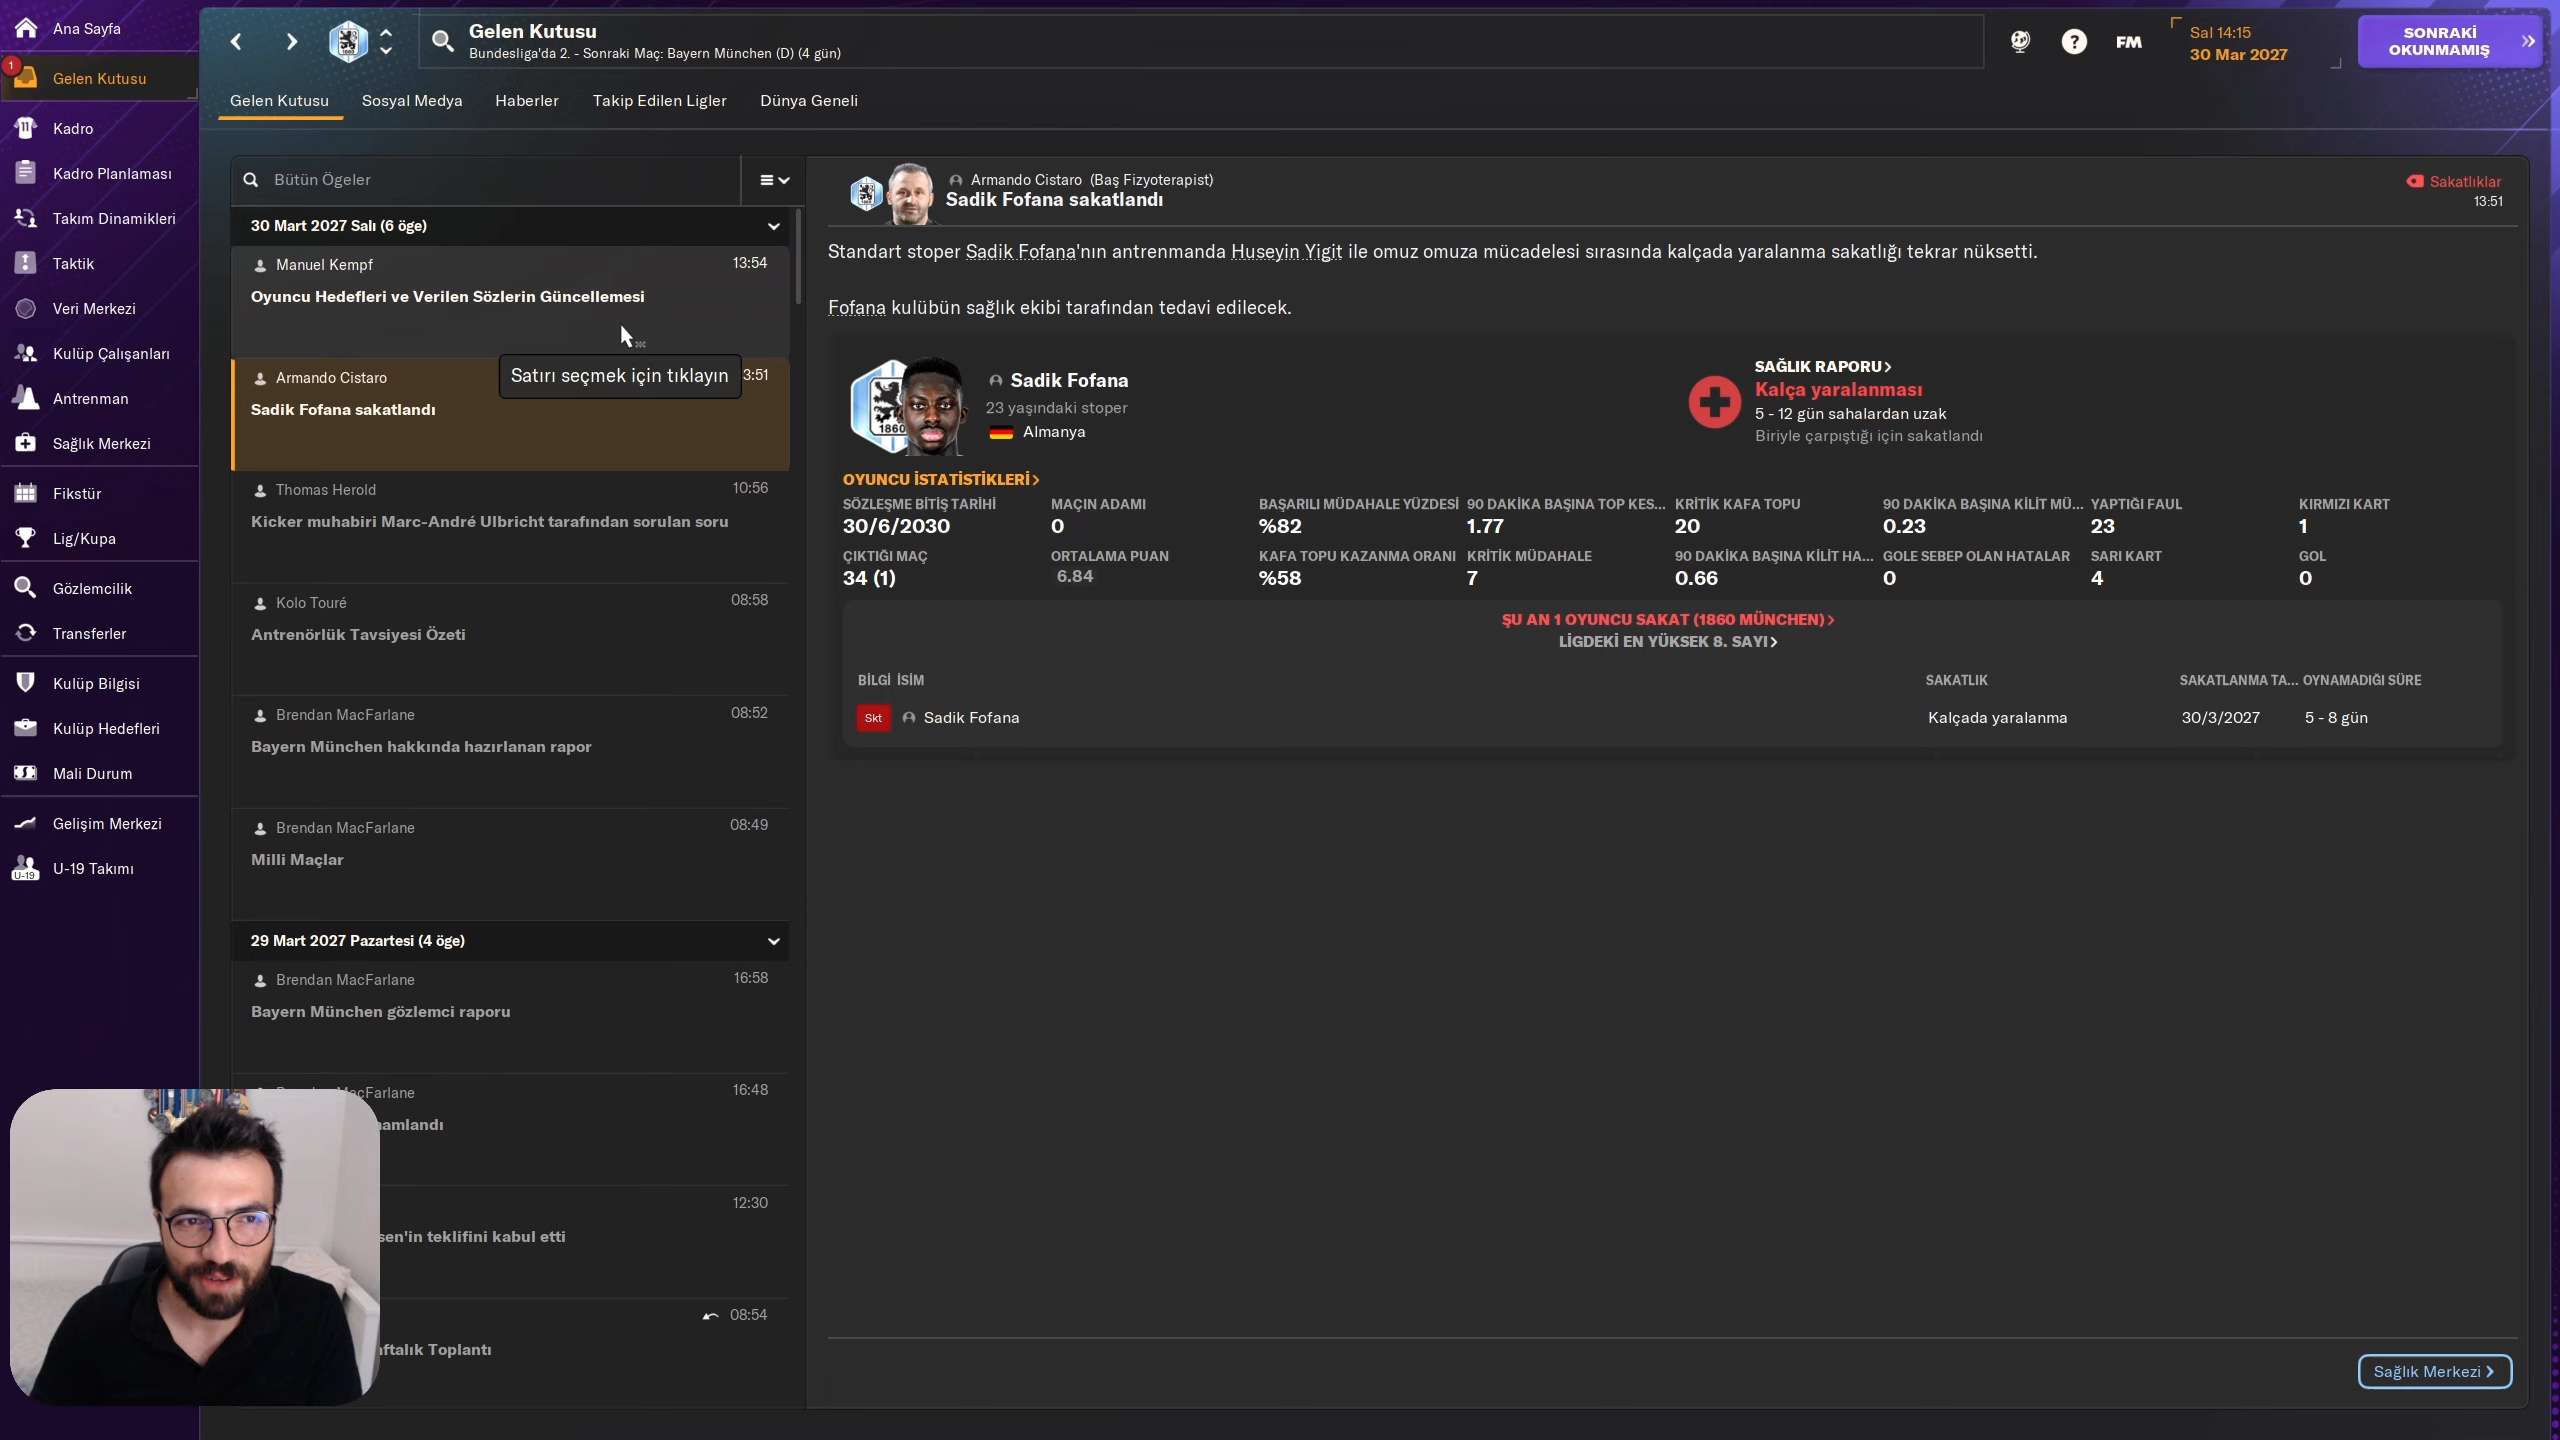 Ana Sayfa
1
Gelen Kutusu
Kadro
Kadro Planlaması
Takım Dinamikleri
Taktik
Veri Merkezi
Kulüp Çalışanları
Antrenman
Sağlık Merkezi
Fikstür
Lig/Kupa
Gözlemcilik
Transferler
Kulüp Bilgisi
Kulüp Hedefleri
Mali Durum
Gelişim Merkezi
U-19
U-19 Takımı
Gelen Kutusu
Bundesliga'da 2. - Sonraki Maç: Bayern München (D) (4 gün)
?
FM
Sal 14:15
30 Mar 2027
SONRAKİ
OKUNMAMIŞ
Gelen Kutusu
Sosyal Medya
Haberler
Takip Edilen Ligler
Dünya Geneli
Bütün Ögeler
30 Mart 2027 Salı (6 öge)
Manuel Kempf
13:54
Oyuncu Hedefleri ve Verilen Sözlerin Güncellemesi
Armando Cistaro
3:51
Satırı seçmek için tıklayın
Sadik Fofana sakatlandı
Thomas Herold
10:56
Kicker muhabiri Marc-André Ulbricht tarafından sorulan soru
Kolo Touré
08:58
Antrenörlük Tavsiyesi Özeti
Brendan MacFarlane
08:52
Bayern München hakkında hazırlanan rapor
Brendan MacFarlane
08:49
Milli Maçlar
29 Mart 2027 Pazartesi (4 öge)
Brendan MacFarlane
16:58
Bayern München gözlemci raporu
acFarlane
16:48
amlandı
12:30
sen'in teklifini kabul etti
08:54
aftalık Toplantı
Armando Cistaro (Baş Fizyoterapist)
Sadik Fofana sakatlandı
Sakatlıklar
13:51
Standart stoper Sadik Fofana'nın antrenmanda Huseyin Yigit ile omuz omuza mücadelesi sırasında kalçada yaralanma sakatlığı tekrar nüksetti.
Fofana kulübün sağlık ekibi tarafından tedavi edilecek.
1860
Sadik Fofana
23 yaşındaki stoper
Almanya
SAĞLIK RAPORU
Kalça yaralanması
5 - 12 gün sahalardan uzak
Biriyle çarpıştığı için sakatlandı
OYUNCU İSTATİSTİKLERİ
SÖZLEŞME BİTİŞ TARİHİ MAÇIN ADAMI BAŞARILI MÜDAHALE YÜZDESİ 90 DAKİKA BAŞINA TOP KES... KRİTİK KAFA TOPU 90 DAKİKA BAŞINA KİLİT MÜ... YAPTIĞI FAUL KIRMIZI KART
30/6/2030 0 %82 1.77 20 0.23 23 1
ÇIKTIĞI MAÇ ORTALAMA PUAN KAFA TOPU KAZANMA ORANI KRİTİK MÜDAHALE 90 DAKİKA BAŞINA KİLİT HA... GOLE SEBEP OLAN HATALAR SARI KART GOL
34 (1) 6.84 %58 7 0.66 0 4 0
ŞU AN 1 OYUNCU SAKAT (1860 MÜNCHEN)
LİGDEKİ EN YÜKSEK 8. SAYI
BİLGİ İSİM SAKATLIK SAKATLANMA TA... OYNAMADIĞI SÜRE
Skt Sadik Fofana Kalçada yaralanma 30/3/2027 5 - 8 gün
Sağlık Merkezi